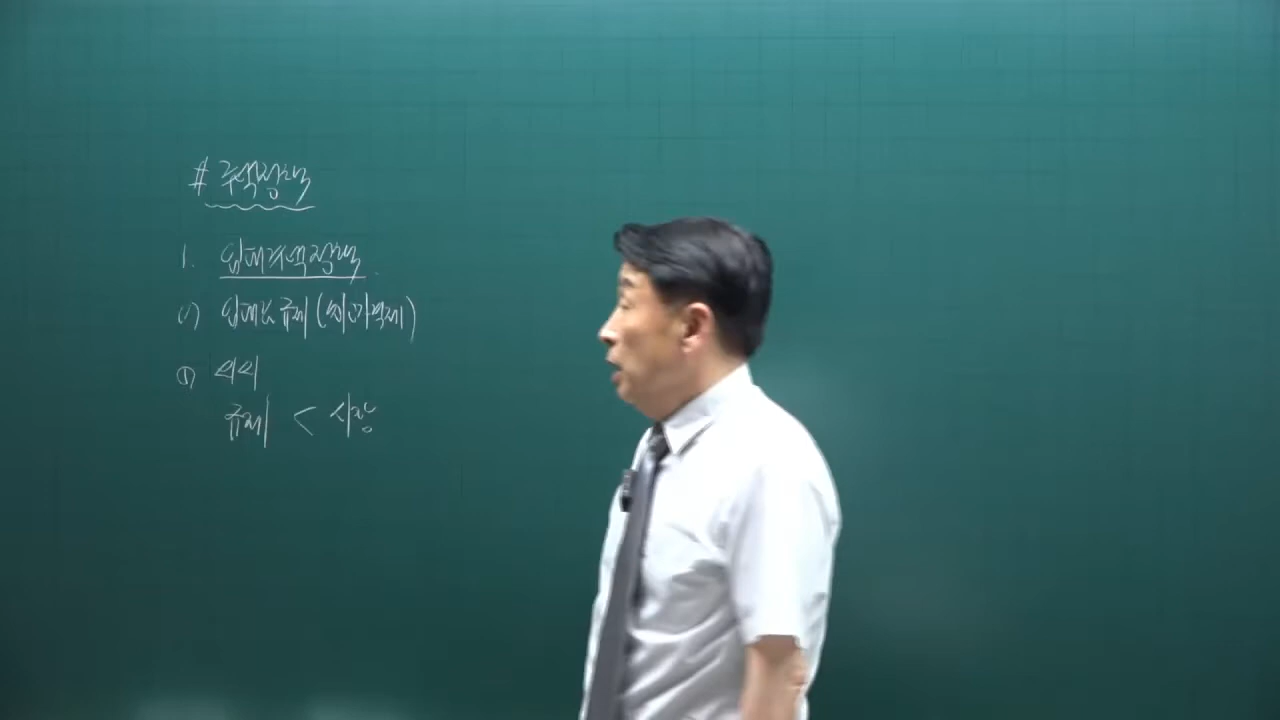 # 주택정책
1. 임대주택정책
(1) 임대료 규제 (최고가격제)
① 의의
규제 < 시장